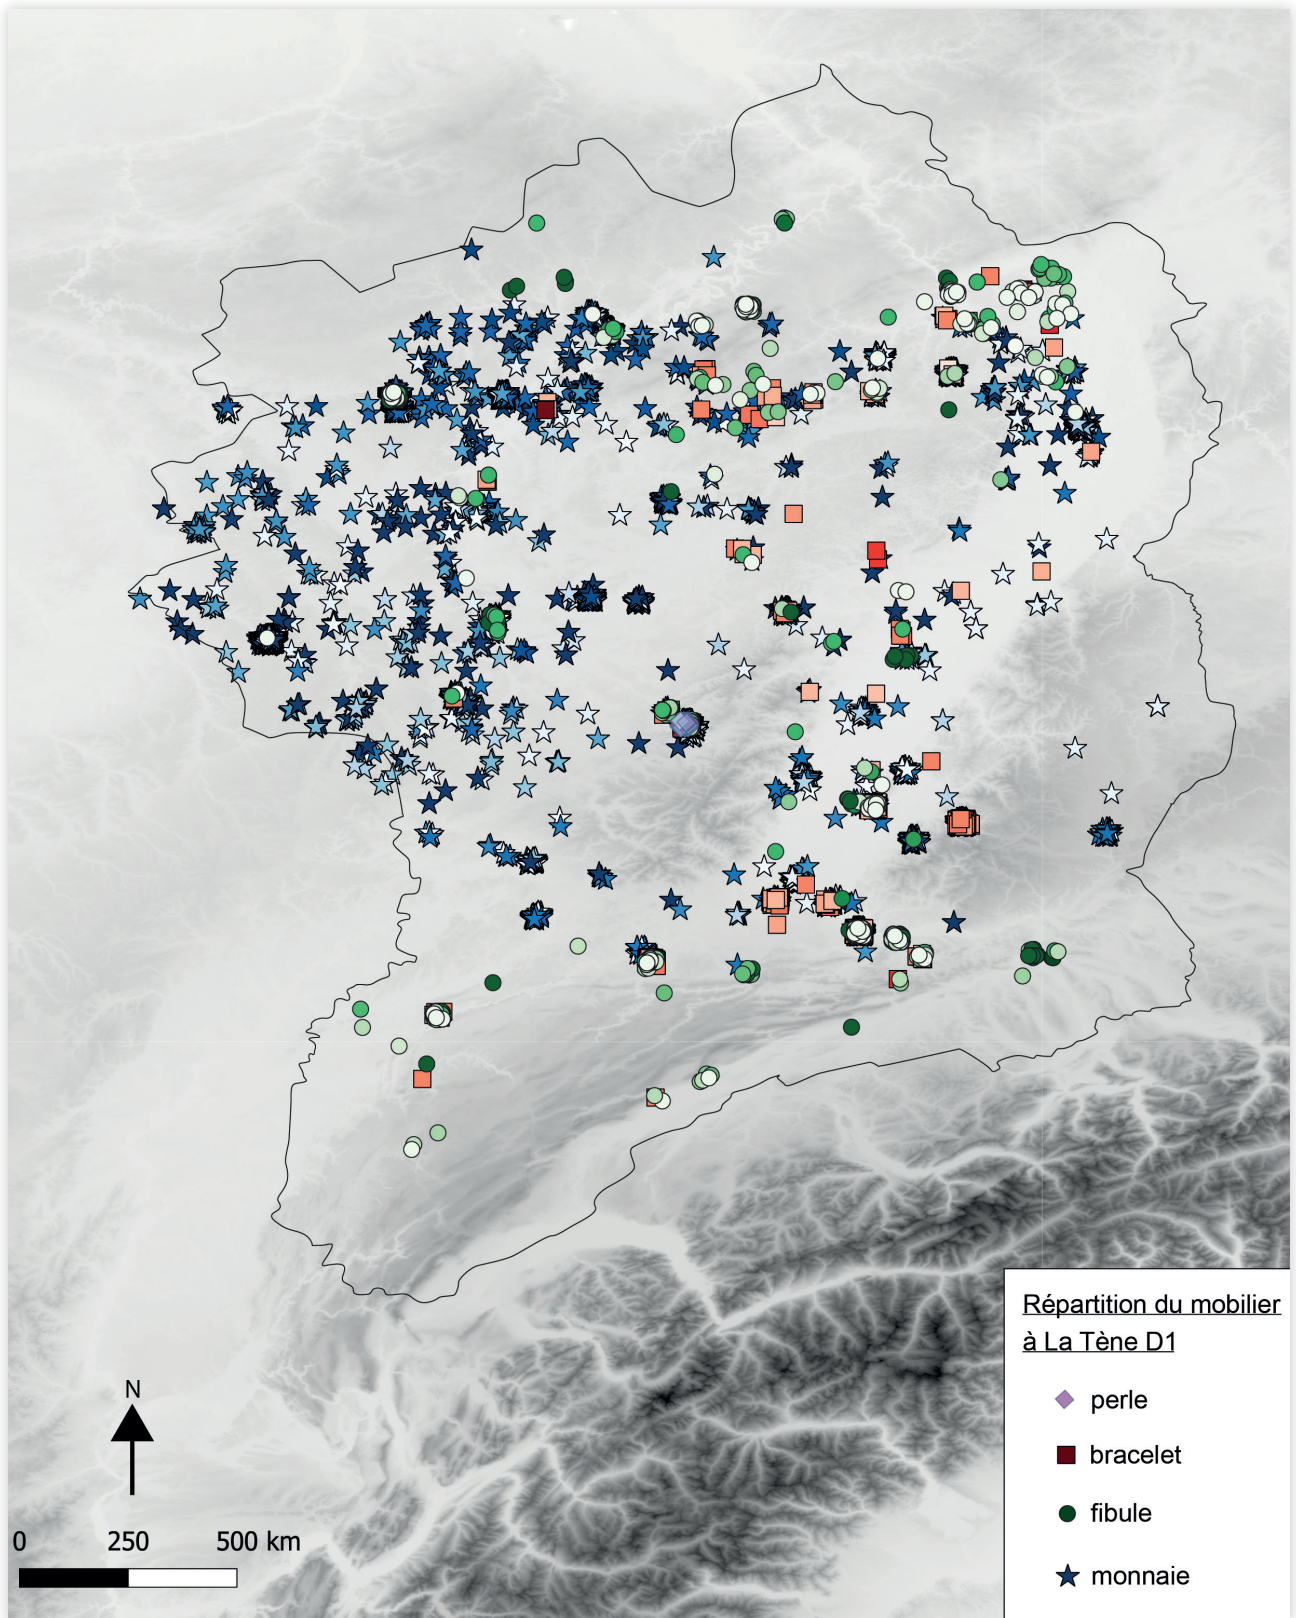 Répartition du mobilier
à La Tène D1
perle
bracelet
fibule
monnaie
N
0 250 500 km